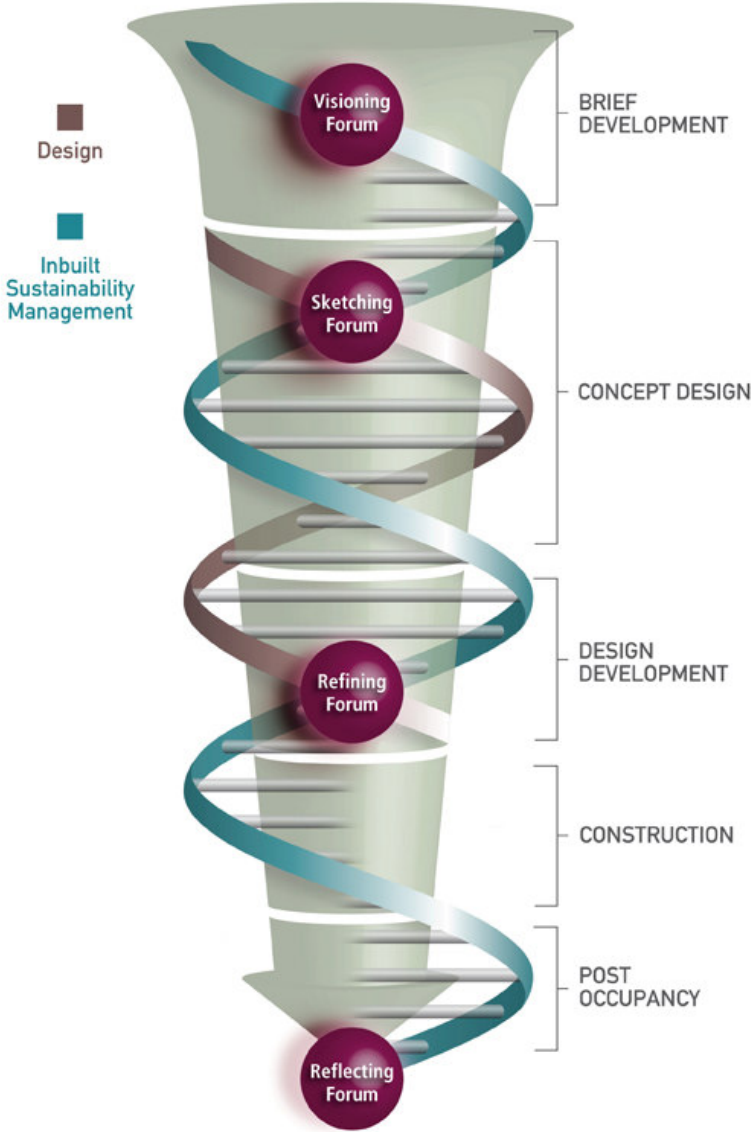 Visioning
Forum
BRIEF
DEVELOPMENT
Design
Inbuilt
Sustainability
Management
Sketching
Forum
CONCEPT DESIGN
Refining
Forum
DESIGN
DEVELOPMENT
CONSTRUCTION
POST
OCCUPANCY
Reflecting
Forum